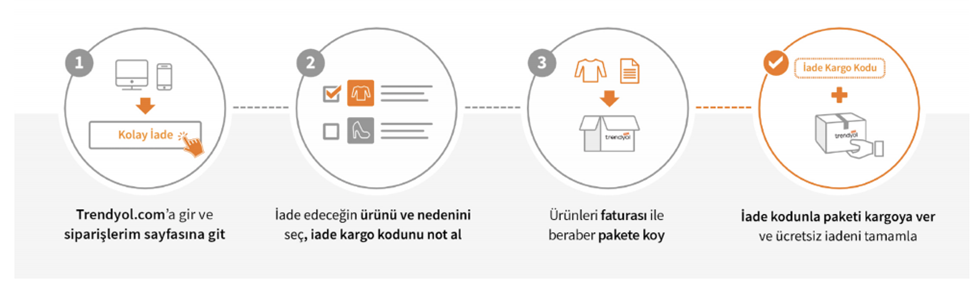 1
Kolay İade
Trendyol.com'a gir ve
siparişlerim sayfasına git
2
İade edeceğin ürünü ve nedenini
seç, iade kargo kodunu not al
3
trendyol
Ürünleri faturası ile
beraber pakete koy
İade Kargo Kodu
trendyol
İade kodunla paketi kargoya ver
ve ücretsiz iadeni tamamla